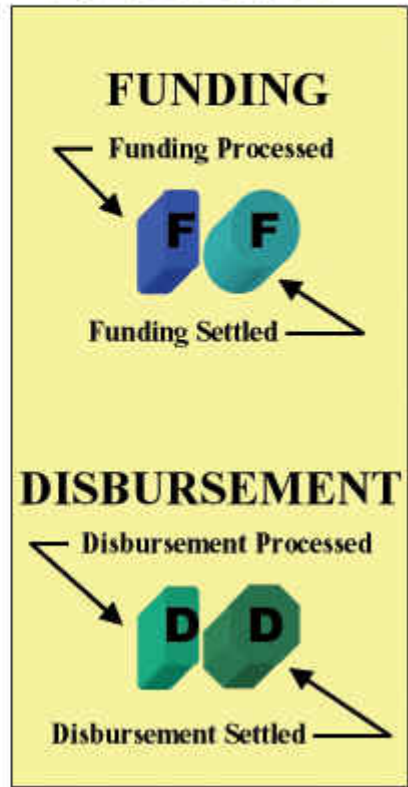 FUNDING
Funding Processed
F F
Funding Settled
DISBURSEMENT
Disbursement Processed
D D
Disbursement Settled